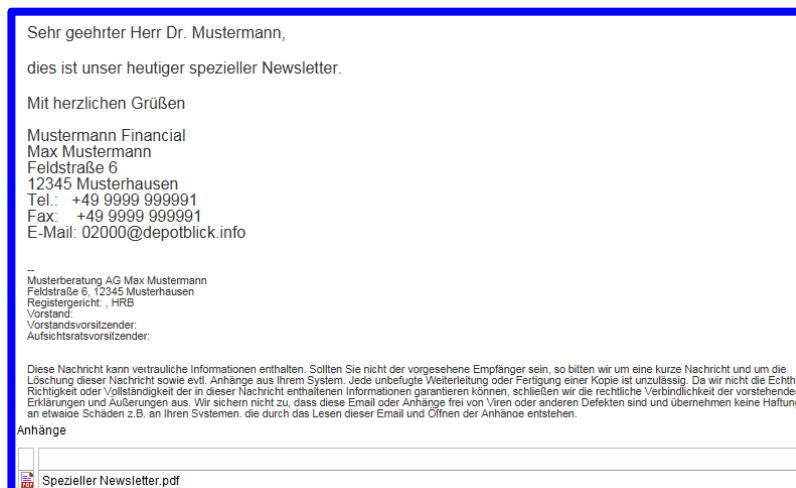 Sehr geehrter Herr Dr. Mustermann,
dies ist unser heutiger spezieller Newsletter.
Mit herzlichen Grüßen
Mustermann Financial
Max Mustermann
Feldstraße 6
12345 Musterhausen
Tel.: +49 9999 999991
Fax: +49 9999 999991
E-Mail: 02000@depotblick.info
--
Musterberatung AG Max Mustermann
Feldstraße 6, 12345 Musterhausen
Registergericht: , HRB
Vorstand:
Vorstandsvorsitzender:
Aufsichtsratsvorsitzender:
Diese Nachricht kann vertrauliche Informationen enthalten. Sollten Sie nicht der vorgesehene Empfänger sein, so bitten wir um eine kurze Nachricht und um die
Löschung dieser Nachricht sowie evtl. Anhänge aus Ihrem System. Jede unbefugte Weiterleitung oder Fertigung einer Kopie ist unzulässig. Da wir nicht die Echth
Richtigkeit oder Vollständigkeit der in dieser Nachricht enthaltenen Informationen garantieren können, schließen wir die rechtliche Verbindlichkeit der vorstehende
Erklärungen und Äußerungen aus. Wir sichern nicht zu, dass diese Email oder Anhänge frei von Viren oder anderen Defekten sind und übernehmen keine Haftung
an etwaige Schäden z.B. an Ihren Systemen, die durch das Lesen dieser Email und Öffnen der Anhänge entstehen.
Anhänge
Spezieller Newsletter.pdf